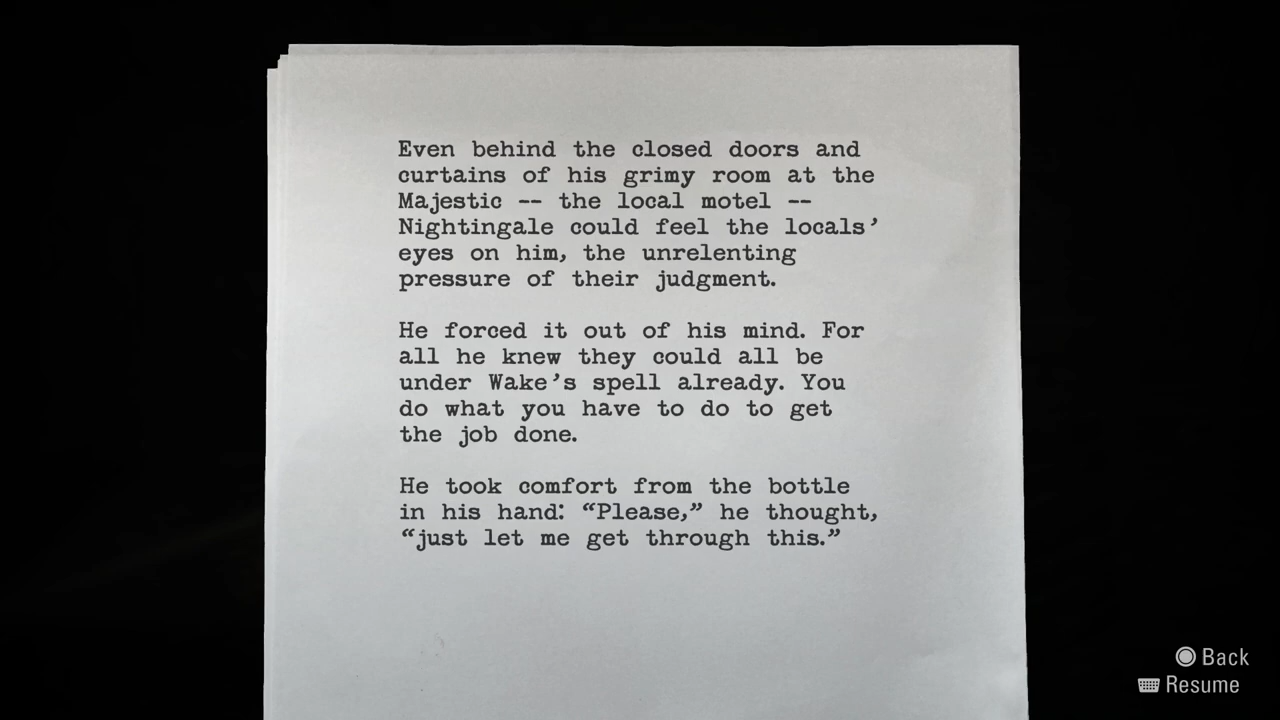 Even behind the closed doors and
curtains of his grimy room at the
Majestic -- the local motel --
Nightingale could feel the locals’
eyes on him, the unrelenting
pressure of their judgment.
He forced it out of his mind. For
all he knew they could all be
under Wake’s spell already. You
do what you have to do to get
the job done.
He took comfort from the bottle
in his hand: “Please,” he thought,
“just let me get through this.”
Back
Resume